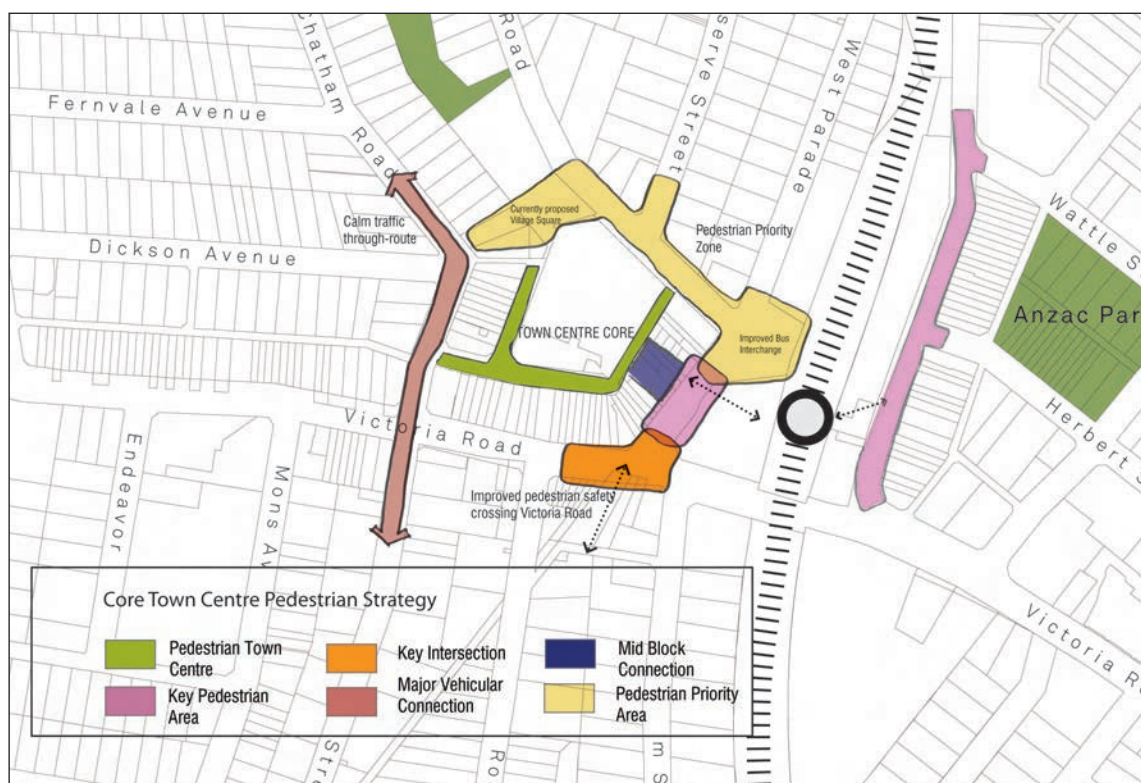 Chatham Road
Road
serve Street
West Parade
Fernvale Avenue
Wattle S
Currently proposed
Village Square
Calm traffic
through-route
Pedestrian Priority
Zone
Dickson Avenue
Anzac Par
TOWN CENTRE CORE
Improved Bus
Interchange
Herbert S
Victoria Road
Endeavor
Mons Av
Improved pedestrian safety
crossing Victoria Road
Victoria Ro
Core Town Centre Pedestrian Strategy
Pedestrian Town
Centre
Key Intersection
Mid Block
Connection
Key Pedestrian
Area
Major Vehicular
Connection
Pedestrian Priority
Area
Stre
Ro
m S